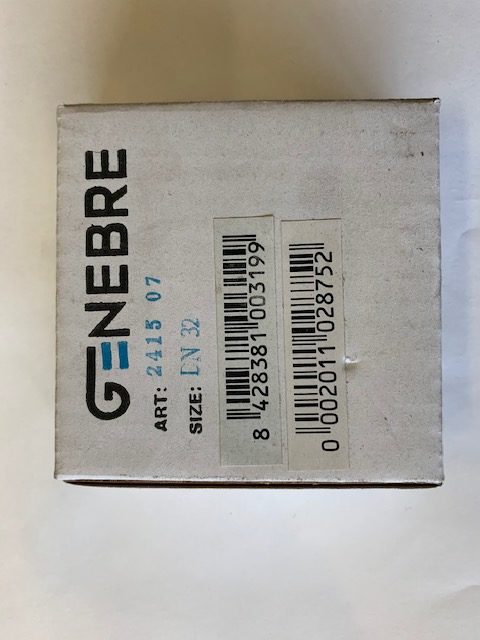 GENEBRE
ART: 2415 07
SIZE: DN 32
8 428381 003199
0 002011 028752